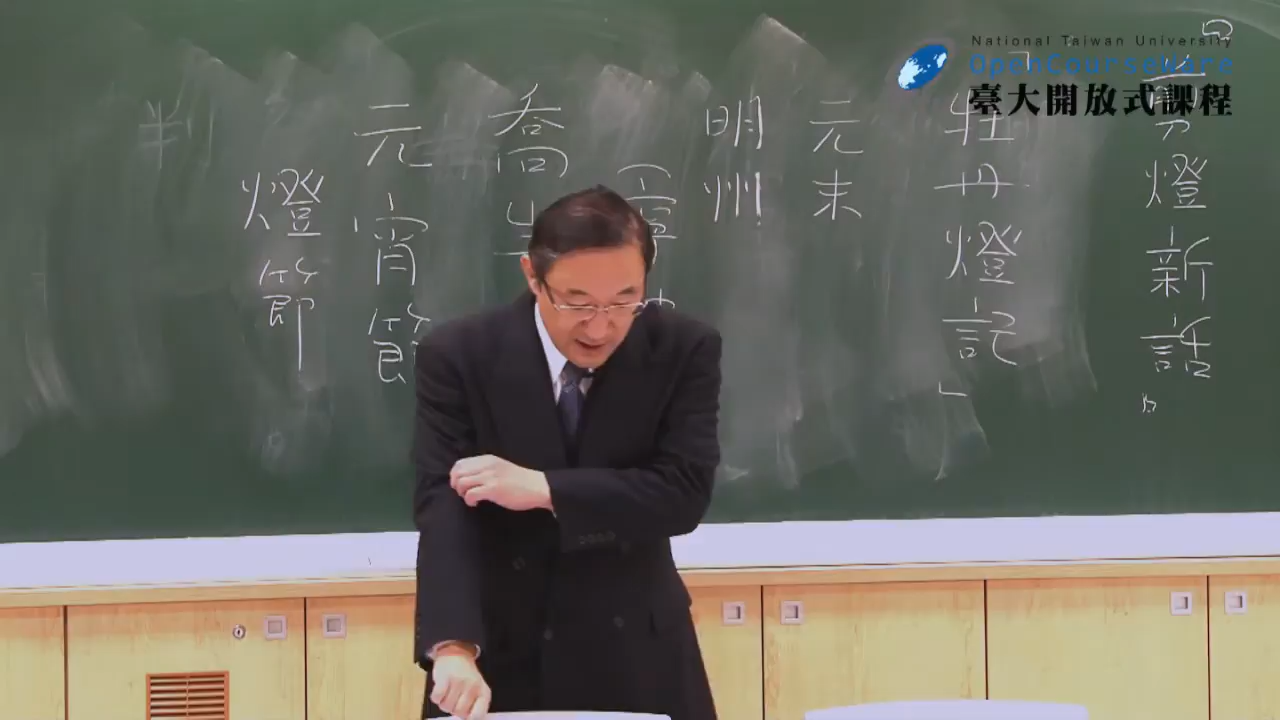 National Taiwan University
OpenCourseWare
臺大開放式課程
剪燈新話』
「牡丹燈記」
元末
明州
喬生
元宵節
燈節